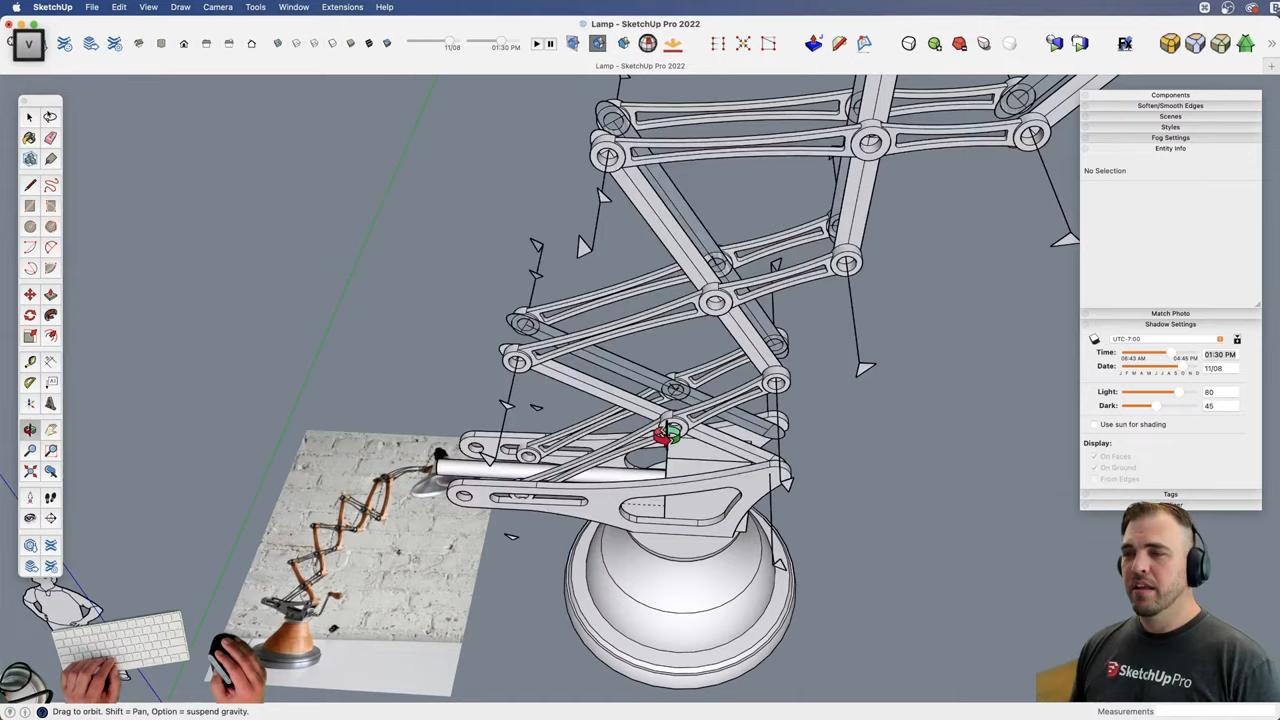 SketchUp File Edit View Draw Camera Tools Window Extensions Help
Lamp - SketchUp Pro 2022
V
11/08 01:30 PM
Lamp - SketchUp Pro 2022
Components
Soften/Smooth Edges
Scenes
Styles
Fog Settings
Entity Info
No Selection
Match Photo
Shadow Settings
UTC-7:00
Time: 01:30 PM
06:43 AM 04:45 PM
Date: 11/08
J F M A M J J A S O N D
Light: 80
Dark: 45
Use sun for shading
Display:
On Faces
On Ground
From Edges
Tags
SketchUp Pro
Drag to orbit. Shift = Pan, Option = suspend gravity.
Measurements